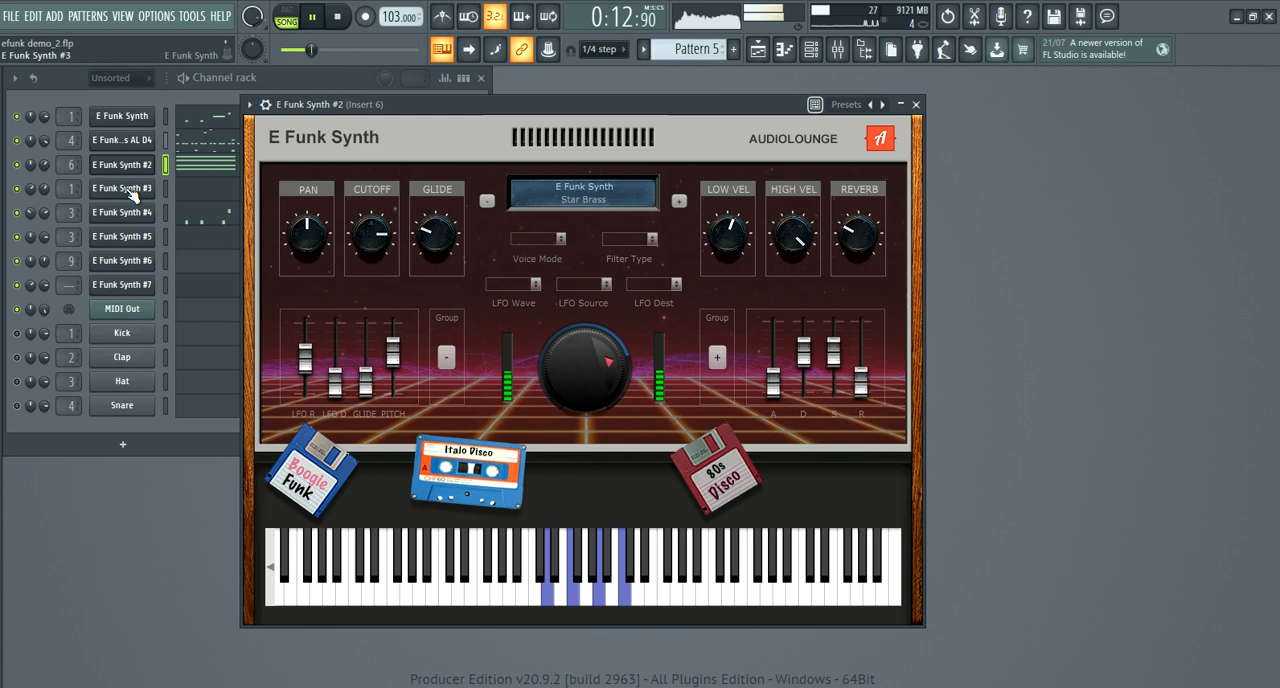 FILE EDIT ADD PATTERNS VIEW OPTIONS TOOLS HELP
PAT
SONG
103.000
3.2.
0:12:90
M:S:CS
27
9121 MB
4
efunk demo_2.flp
E Funk Synth #3
E Funk Synth
1/4 step
Pattern 5
21/07 A newer version of
FL Studio is available!
Unsorted
Channel rack
1 E Funk Synth
4 E Funk..s AL D4
6 E Funk Synth #2
1 E Funk Synth #3
3 E Funk Synth #4
3 E Funk Synth #5
9 E Funk Synth #6
--- E Funk Synth #7
MIDI Out
1 Kick
2 Clap
3 Hat
4 Snare
+
E Funk Synth #2 (Insert 6)
Presets
E Funk Synth
AUDIOLOUNGE
A
PAN
CUTOFF
GLIDE
-
E Funk Synth
Star Brass
+
LOW VEL
HIGH VEL
REVERB
Voice Mode
Filter Type
LFO Wave
LFO Source
LFO Dest
Group
-
Group
+
LFO R LFO D GLIDE PITCH
A D S R
Boogie
Funk
Italo Disco
A
80s
Disco
Producer Edition v20.9.2 [build 2963] - All Plugins Edition - Windows - 64Bit